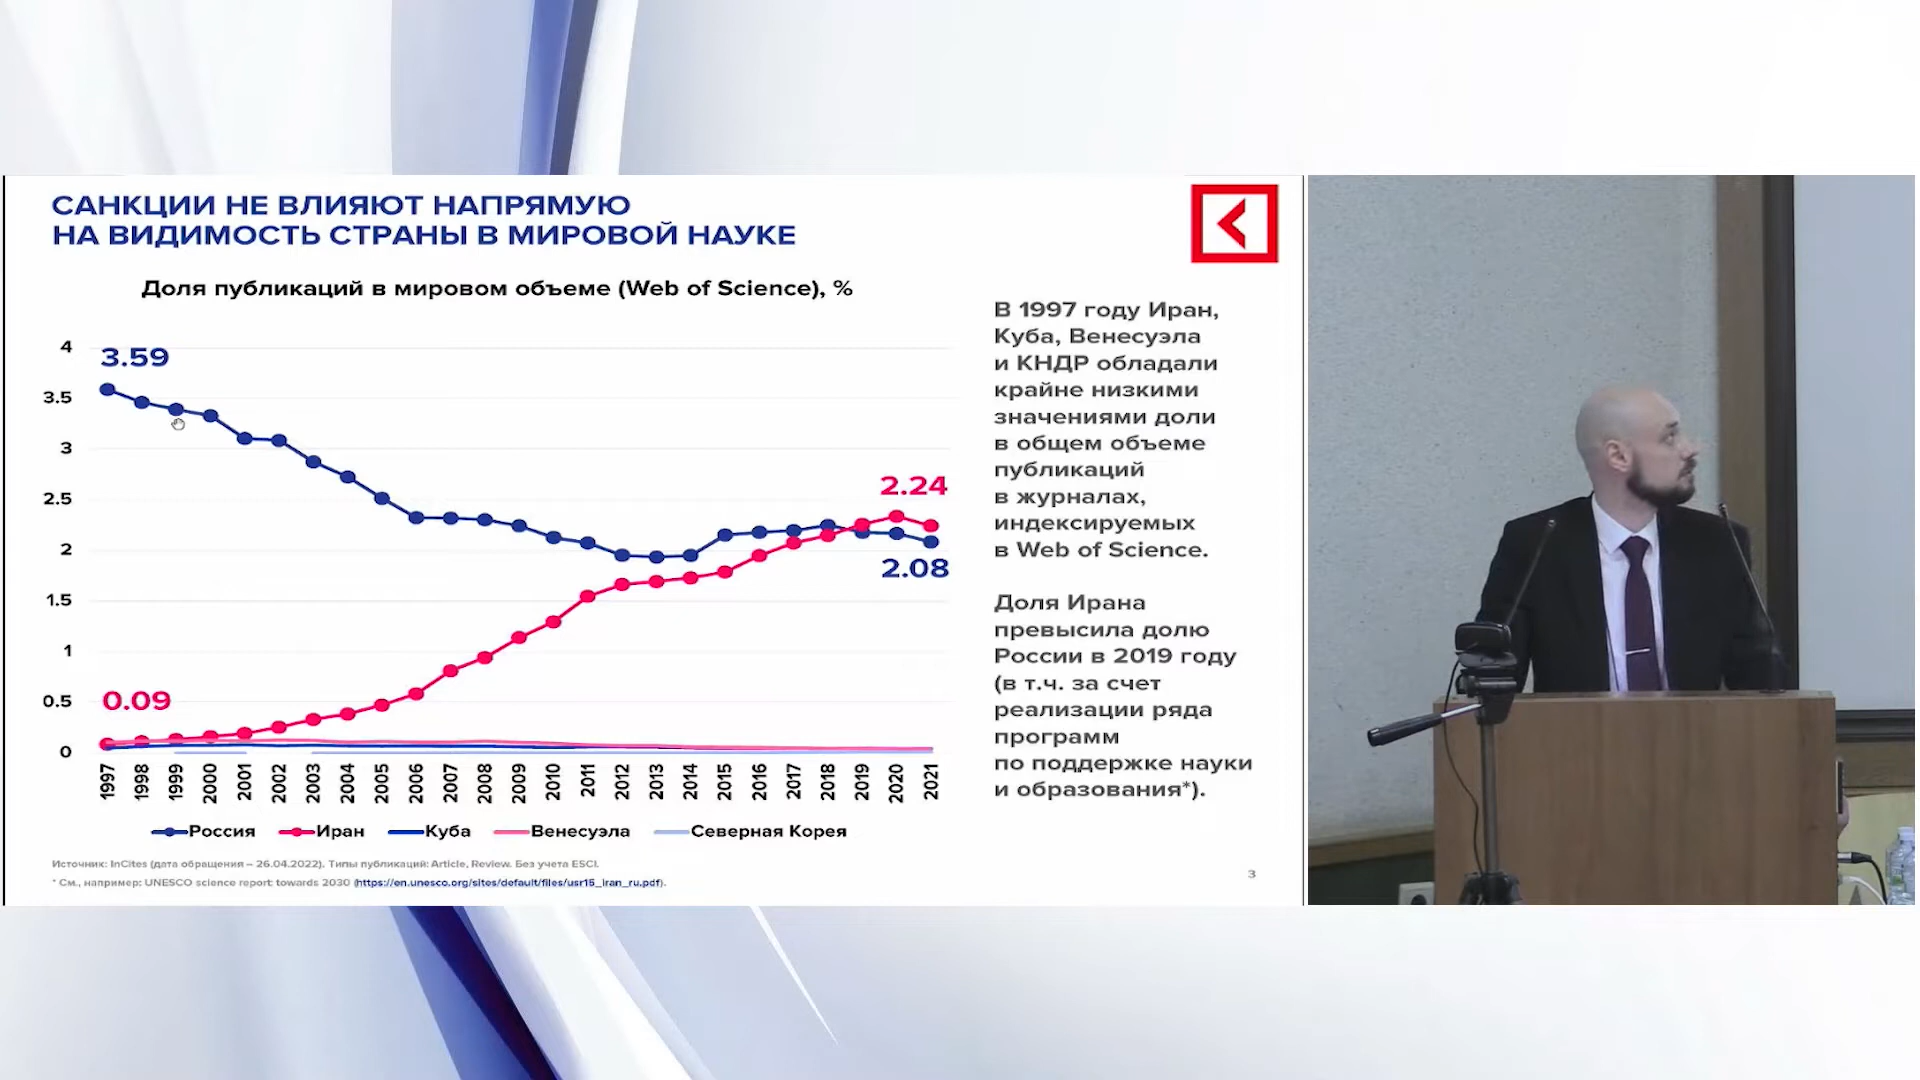 САНКЦИИ НЕ ВЛИЯЮТ НАПРЯМУЮ
НА ВИДИМОСТЬ СТРАНЫ В МИРОВОЙ НАУКЕ
Доля публикаций в мировом объеме (Web of Science), %
4
3.5
3
2.5
2
1.5
1
0.5
0
3.59
0.09
2.24
2.08
1997
1998
1999
2000
2001
2002
2003
2004
2005
2006
2007
2008
2009
2010
2011
2012
2013
2014
2015
2016
2017
2018
2019
2020
2021
Россия
Иран
Куба
Венесуэла
Северная Корея
В 1997 году Иран,
Куба, Венесуэла
и КНДР обладали
крайне низкими
значениями доли
в общем объеме
публикаций
в журналах,
индексируемых
в Web of Science.
Доля Ирана
превысила долю
России в 2019 году
(в т.ч. за счет
реализации ряда
программ
по поддержке науки
и образования*).
Источник: InCites (дата обращения – 26.04.2022). Типы публикаций: Article, Review. Без учета ESCI.
* См., например: UNESCO science report: towards 2030 (https://en.unesco.org/sites/default/files/usr15_iran_ru.pdf).
3